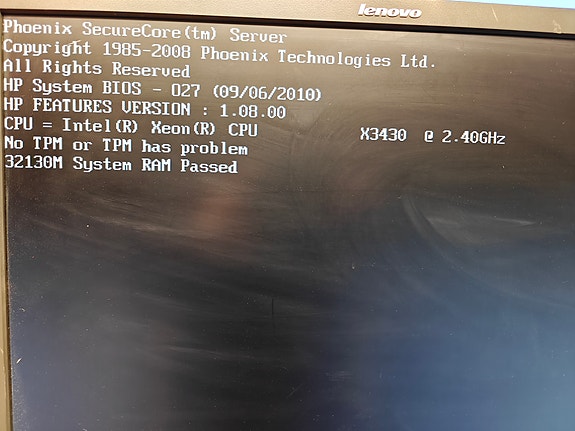 lenovo
Phoenix SecureCore(tm) Server
Copyright 1985-2008 Phoenix Technologies Ltd.
All Rights Reserved
HP System BIOS - O27 (09/06/2010)
HP FEATURES VERSION : 1.08.00
CPU = Intel(R) Xeon(R) CPU X3430 @ 2.40GHz
No TPM or TPM has problem
32130M System RAM Passed